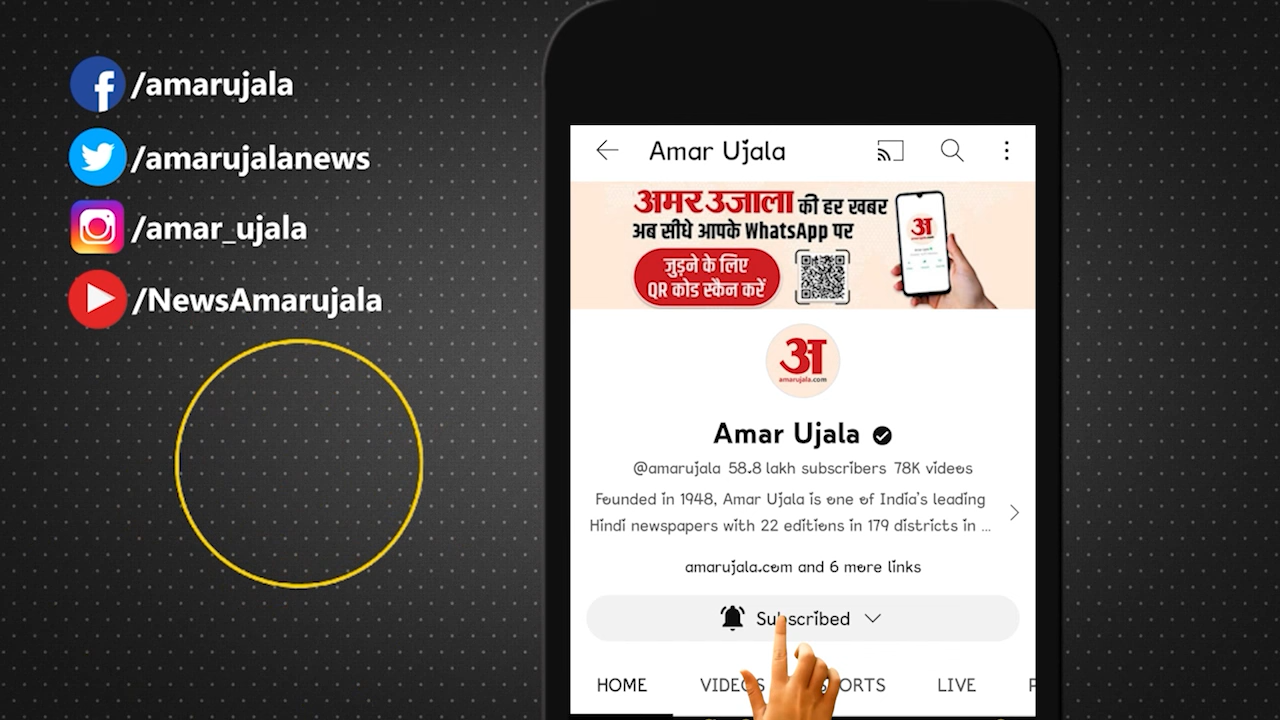 /amarujala
/amarujalanews
/amar_ujala
/NewsAmarujala
Amar Ujala
अमर उजाला की हर खबर
अब सीधे आपके WhatsApp पर
जुड़ने के लिए
QR कोड स्कैन करें
अ
अ
amarujala.com
Amar Ujala
@amarujala 58.8 lakh subscribers 78K videos
Founded in 1948, Amar Ujala is one of India's leading
Hindi newspapers with 22 editions in 179 districts in ...
amarujala.com and 6 more links
Subscribed
HOME VIDEOS LIVE